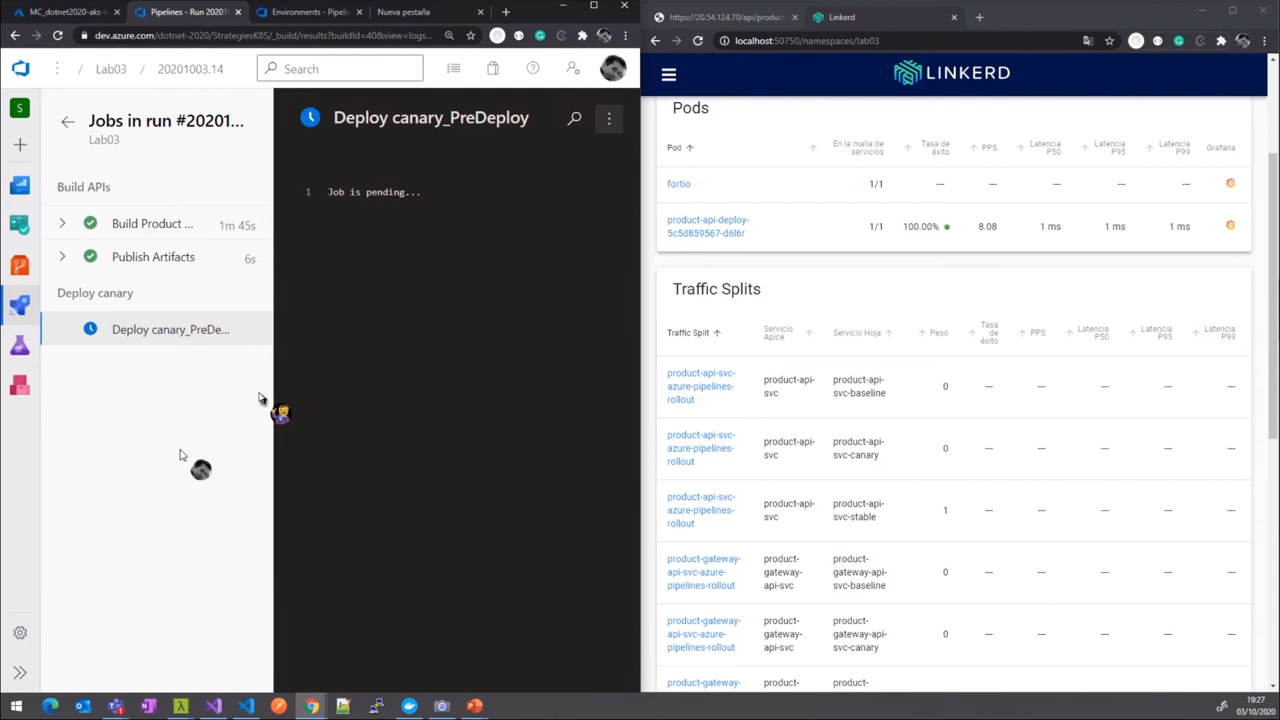 MC_dotnet2020-aks-
Pipelines - Run 20201
Environments - Pipelin
Nueva pestaña
https://20.54.124.70/api/produc
Linkerd
dev.azure.com/dotnet-2020/StrategiesK8S/_build/results?buildId=40&view=logs...
localhost:50750/namespaces/lab03
Lab03
20201003.14
Search
LINKERD
Jobs in run #20201...
Lab03
Build APIs
Build Product ...
1m 45s
Publish Artifacts
6s
Deploy canary
Deploy canary_PreDe...
Deploy canary_PreDeploy
1 Job is pending...
Pods
Pod
En la malla de servicios
Tasa de éxito
PPS
Latencia P50
Latencia P95
Latencia P99
Grafana
fortio
1/1
---
---
---
---
---
product-api-deploy-
5c5d859567-d6l6r
1/1
100.00%
8.08
1 ms
1 ms
1 ms
Traffic Splits
Traffic Split
Servicio Apice
Servicio Hoja
Peso
Tasa de éxito
PPS
Latencia P50
Latencia P95
Latencia P99
product-api-svc-
azure-pipelines-
rollout
product-api-
svc
product-api-
svc-baseline
0
---
---
---
---
---
product-api-svc-
azure-pipelines-
rollout
product-api-
svc
product-api-
svc-canary
0
---
---
---
---
---
product-api-svc-
azure-pipelines-
rollout
product-api-
svc
product-api-
svc-stable
1
---
---
---
---
---
product-gateway-
api-svc-azure-
pipelines-rollout
product-
gateway-
api-svc
product-
gateway-api-
svc-baseline
0
---
---
---
---
---
product-gateway-
api-svc-azure-
pipelines-rollout
product-
gateway-
api-svc
product-
gateway-api-
svc-canary
0
---
---
---
---
---
product-gateway-
product-
product-
19:27
03/10/2020